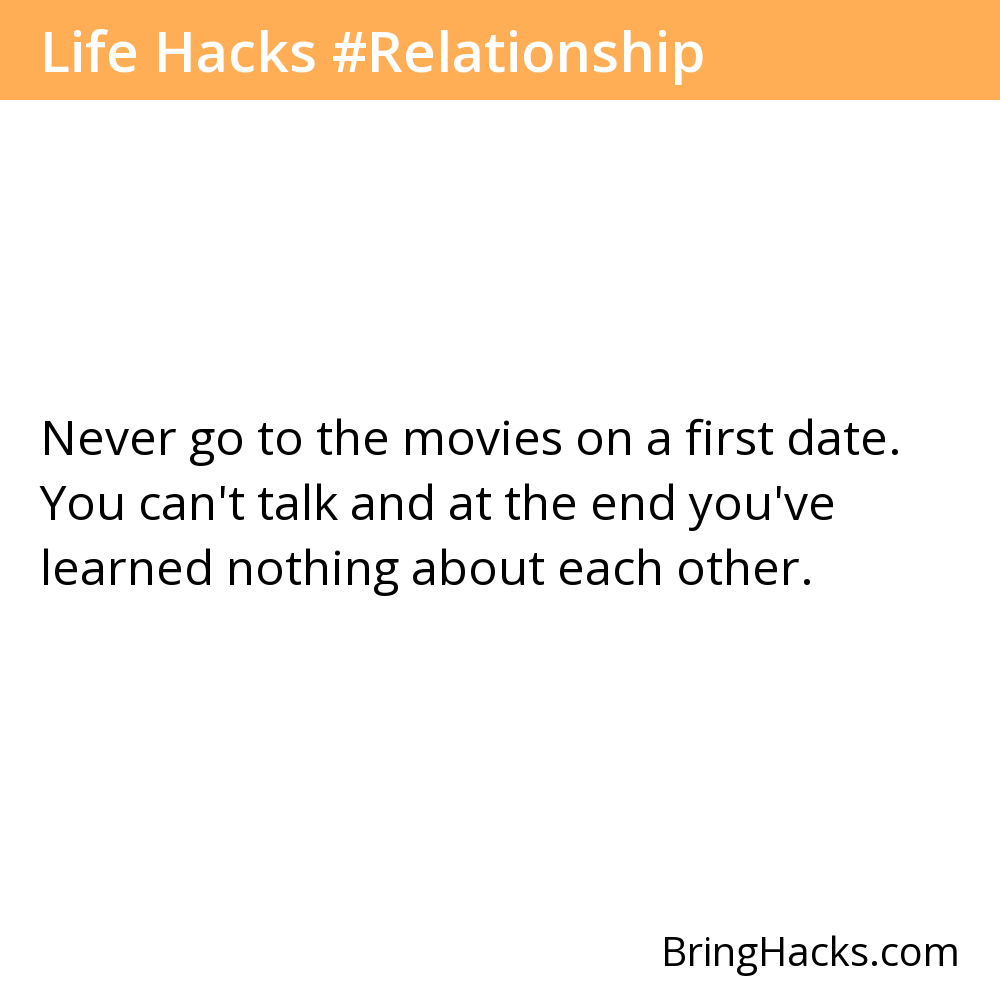 Life Hacks #Relationship
Never go to the movies on a first date.
You can't talk and at the end you've
learned nothing about each other.
BringHacks.com